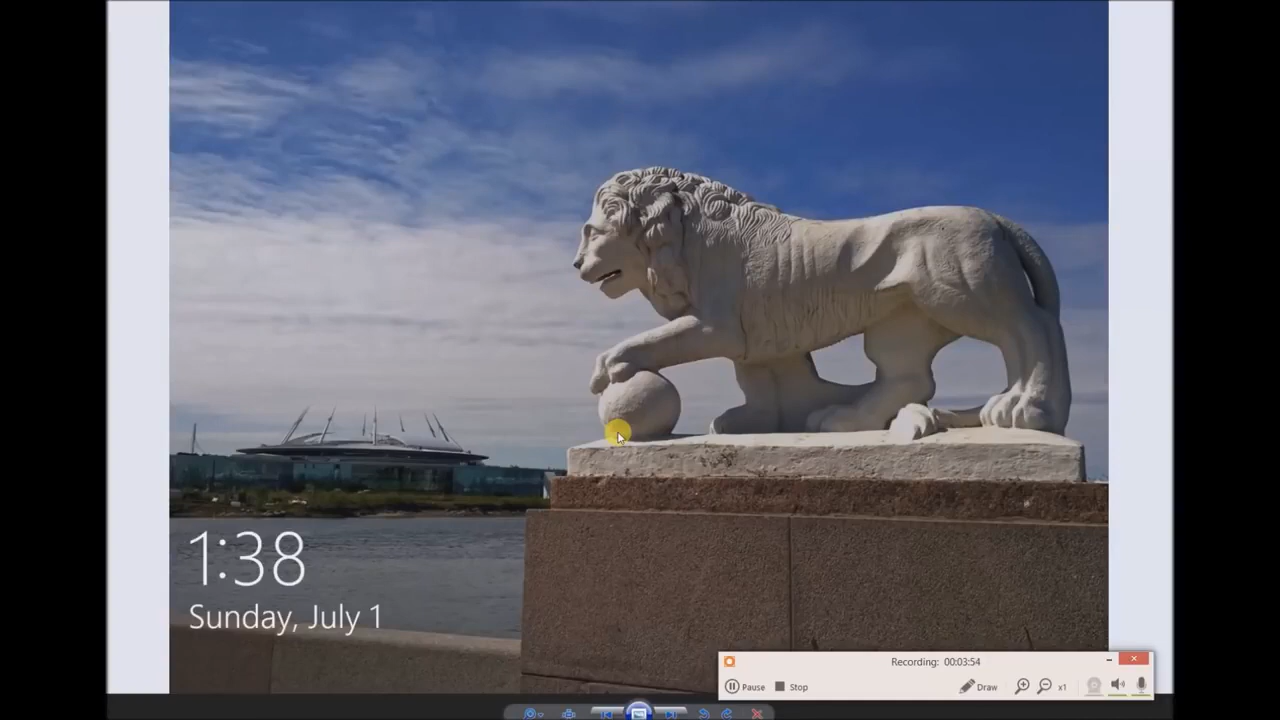 1:38
Sunday, July 1
Recording: 00:03:54
Pause
Stop
Draw
x1